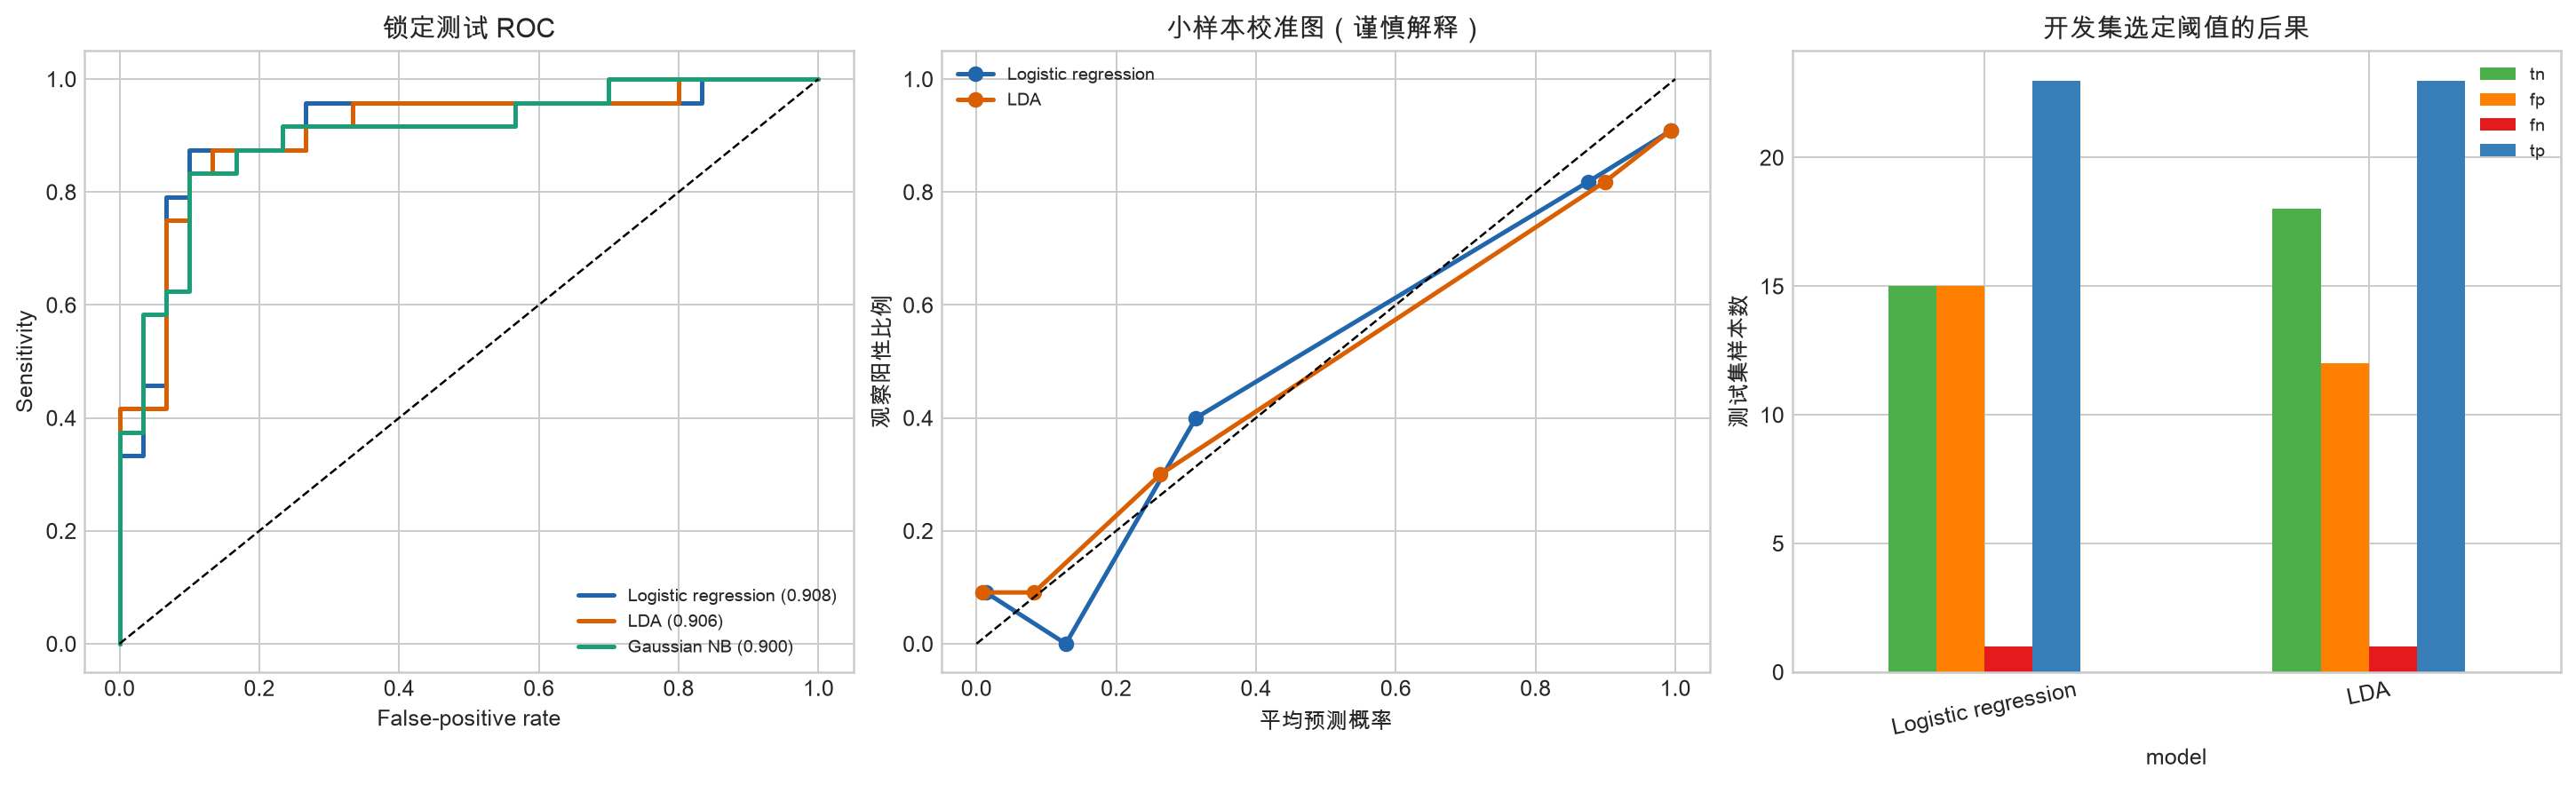 锁定测试 ROC
Sensitivity
1.0
0.8
0.6
0.4
0.2
0.0
0.0 0.2 0.4 0.6 0.8 1.0
False-positive rate
Logistic regression (0.908)
LDA (0.906)
Gaussian NB (0.900)
小样本校准图（谨慎解释）
观察阳性比例
1.0
0.8
0.6
0.4
0.2
0.0
0.0 0.2 0.4 0.6 0.8 1.0
平均预测概率
Logistic regression
LDA
开发集选定阈值的后果
测试集样本数
20
15
10
5
0
Logistic regression
LDA
model
tn
fp
fn
tp